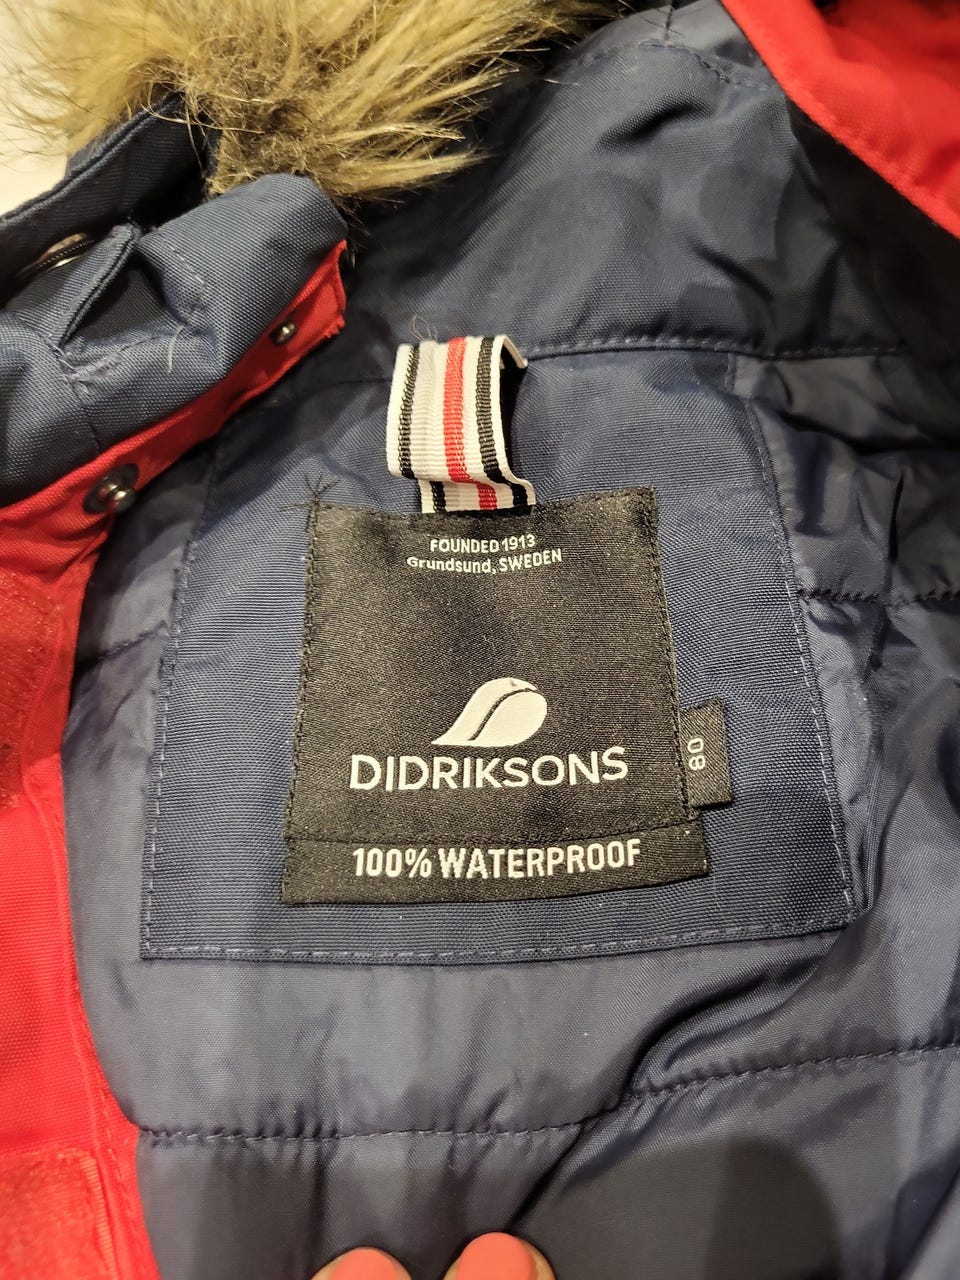 FOUNDED 1913
Grundsund, SWEDEN
DIDRIKSONS
80
100% WATERPROOF